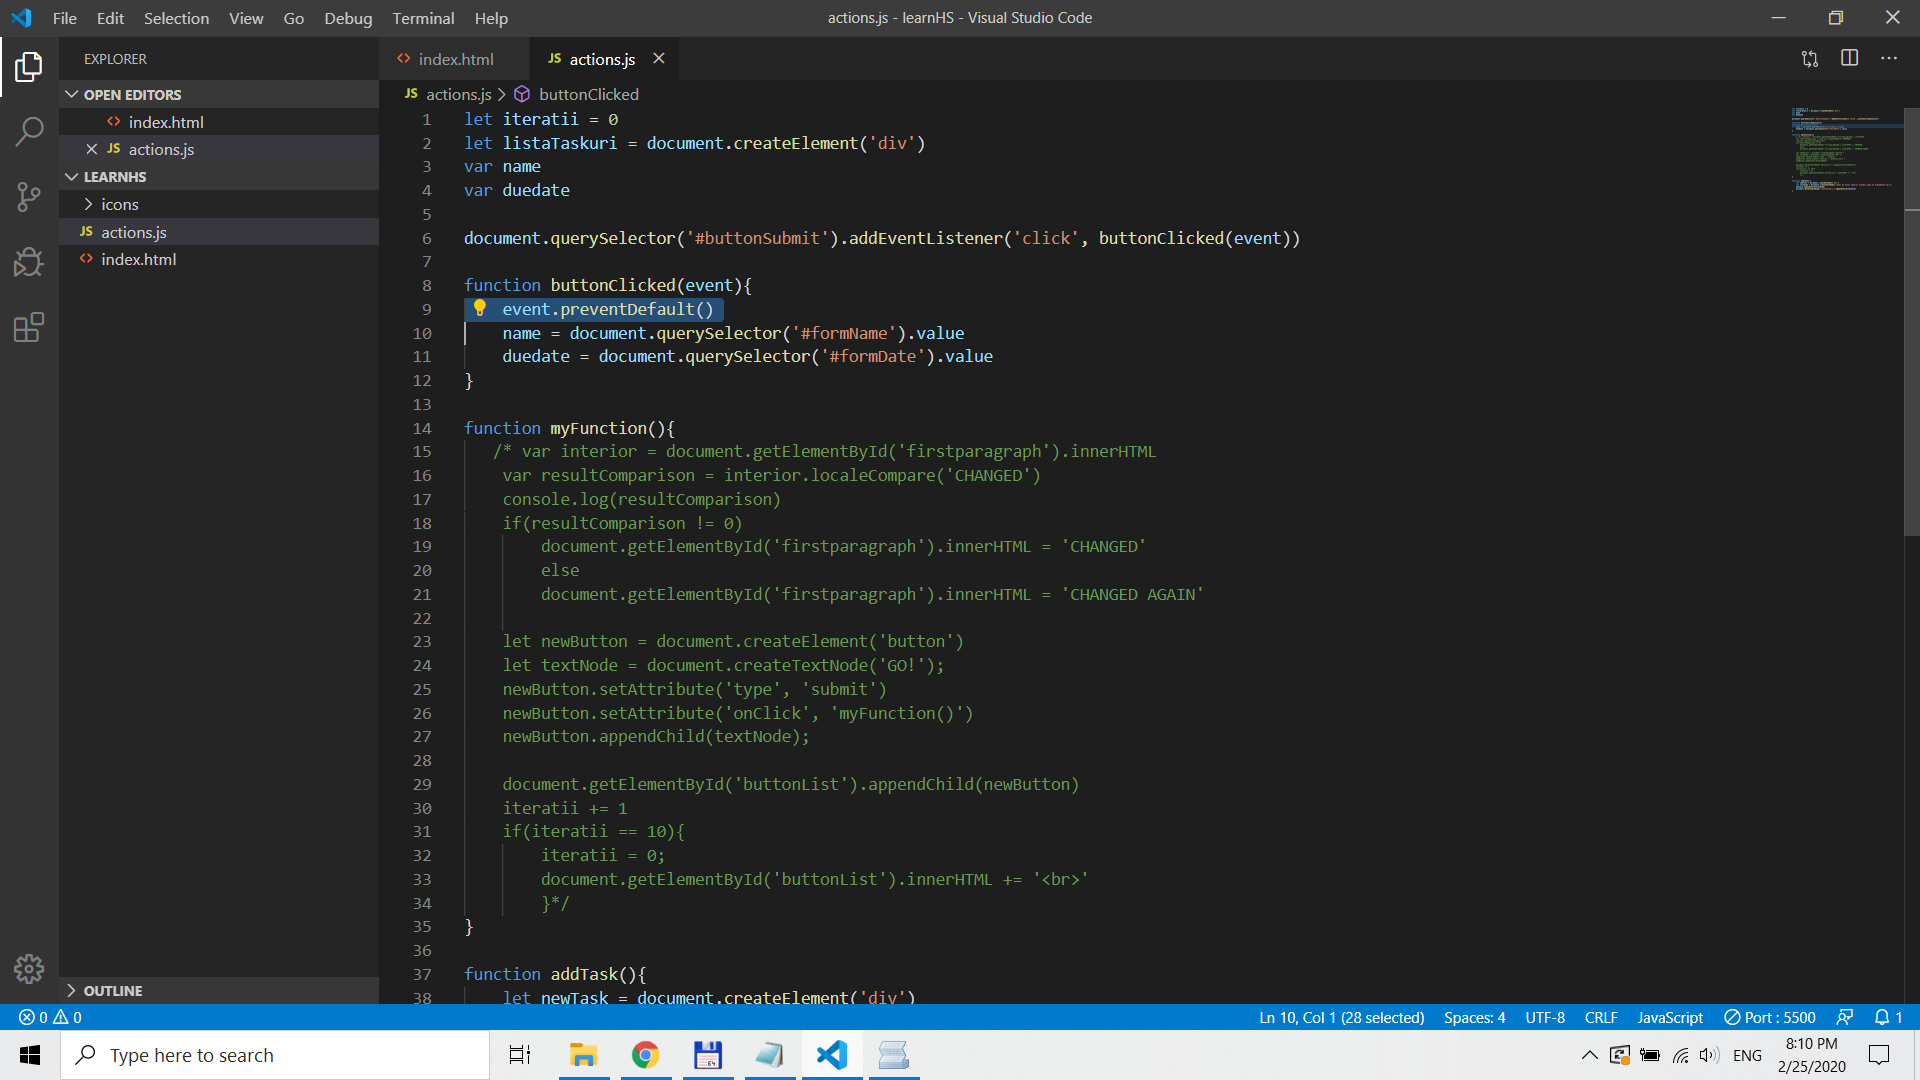 File Edit Selection View Go Debug Terminal Help
actions.js - learnHS - Visual Studio Code
EXPLORER
OPEN EDITORS
index.html
JS actions.js
LEARNHS
icons
JS actions.js
index.html
OUTLINE
index.html
JS actions.js
JS actions.js > buttonClicked
1 let iteratii = 0
2 let listaTaskuri = document.createElement('div')
3 var name
4 var duedate
5
6 document.querySelector('#buttonSubmit').addEventListener('click', buttonClicked(event))
7
8 function buttonClicked(event){
9 event.preventDefault()
10 name = document.querySelector('#formName').value
11 duedate = document.querySelector('#formDate').value
12 }
13
14 function myFunction(){
15 /* var interior = document.getElementById('firstparagraph').innerHTML
16 var resultComparison = interior.localeCompare('CHANGED')
17 console.log(resultComparison)
18 if(resultComparison != 0)
19 document.getElementById('firstparagraph').innerHTML = 'CHANGED'
20 else
21 document.getElementById('firstparagraph').innerHTML = 'CHANGED AGAIN'
22
23 let newButton = document.createElement('button')
24 let textNode = document.createTextNode('GO!');
25 newButton.setAttribute('type', 'submit')
26 newButton.setAttribute('onClick', 'myFunction()')
27 newButton.appendChild(textNode);
28
29 document.getElementById('buttonList').appendChild(newButton)
30 iteratii += 1
31 if(iteratii == 10){
32 iteratii = 0;
33 document.getElementById('buttonList').innerHTML += '<br>'
34 }*/
35 }
36
37 function addTask(){
38 let newTask = document.createElement('div')
0 0
Ln 10, Col 1 (28 selected) Spaces: 4 UTF-8 CRLF JavaScript Port : 5500 1
Type here to search
64
ENG
8:10 PM
2/25/2020